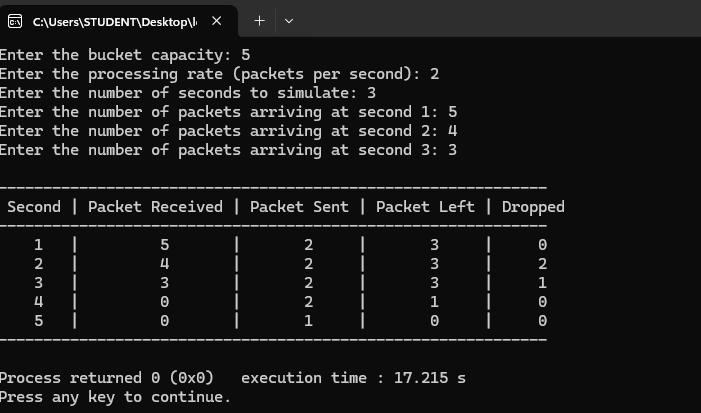 C:\Users\STUDENT\Desktop\l
Enter the bucket capacity: 5
Enter the processing rate (packets per second): 2
Enter the number of seconds to simulate: 3
Enter the number of packets arriving at second 1: 5
Enter the number of packets arriving at second 2: 4
Enter the number of packets arriving at second 3: 3
-------------------------------------------------------------
Second | Packet Received | Packet Sent | Packet Left | Dropped
-------------------------------------------------------------
1 | 5 | 2 | 3 | 0
2 | 4 | 2 | 3 | 2
3 | 3 | 2 | 3 | 1
4 | 0 | 2 | 1 | 0
5 | 0 | 1 | 0 | 0
-------------------------------------------------------------
Process returned 0 (0x0)   execution time : 17.215 s
Press any key to continue.